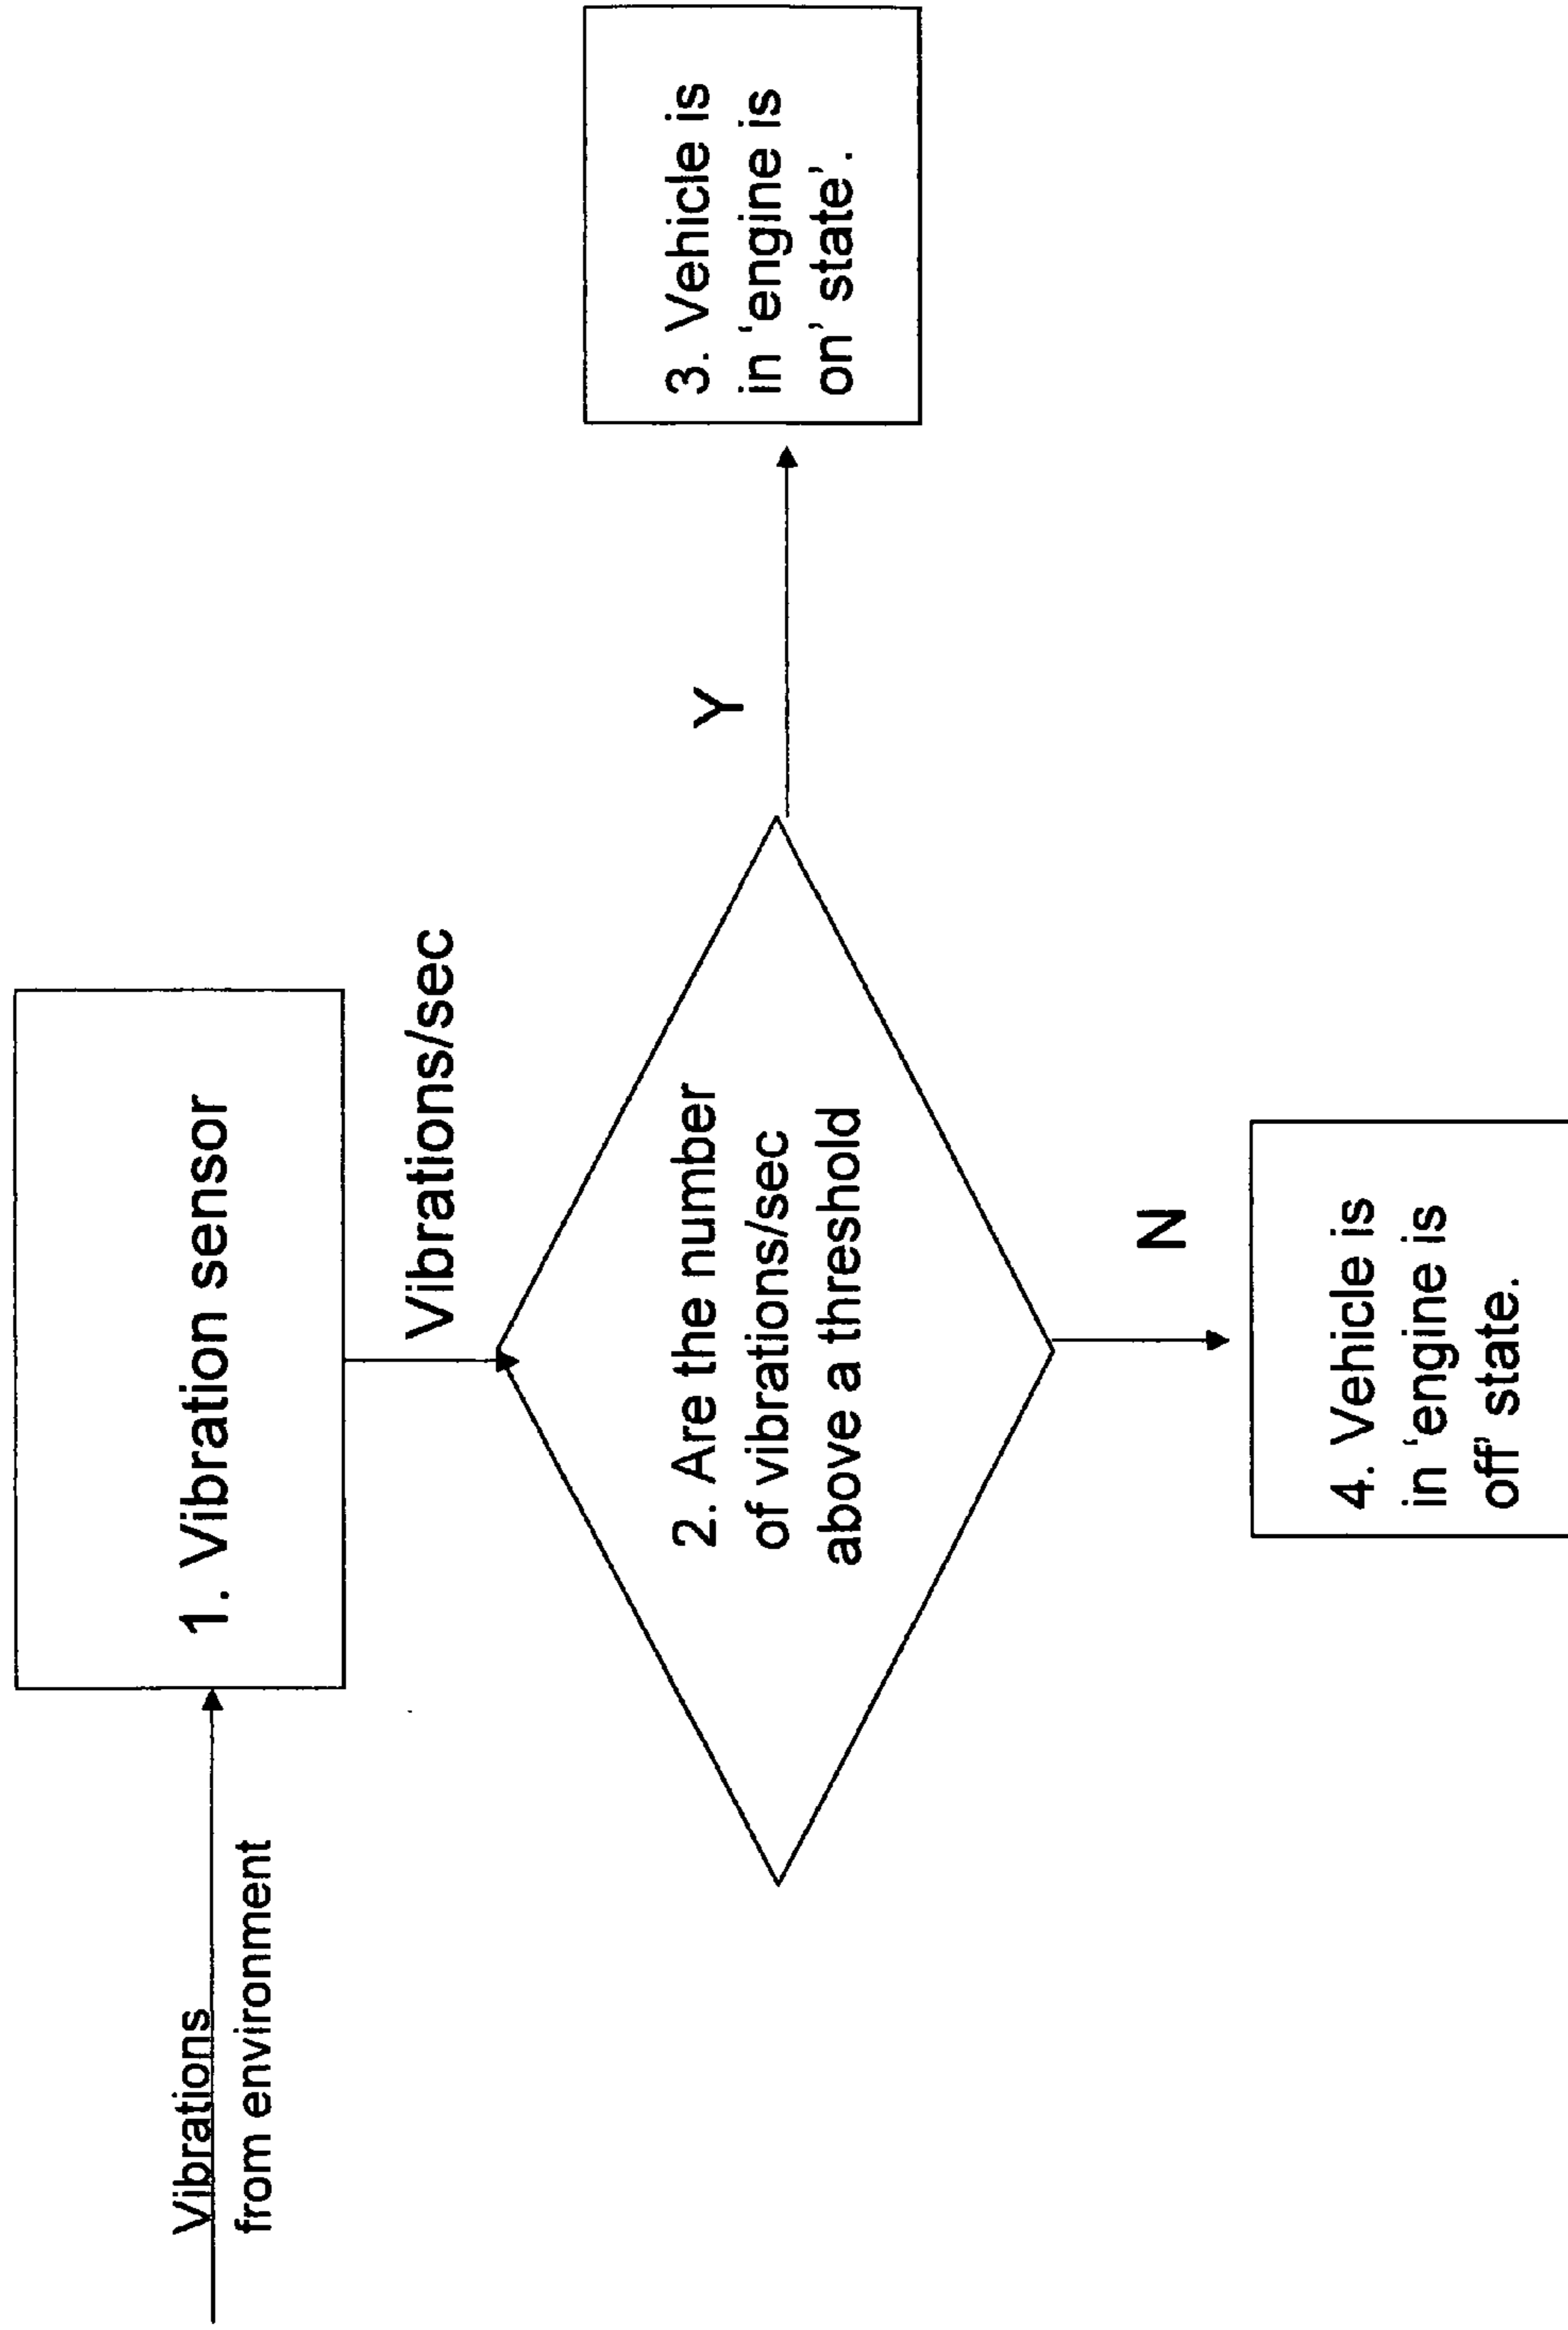 Vibrations
from environment
1. Vibration sensor
Vibrations/sec
2. Are the number
of vibrations/sec
above a threshold
Y
3. Vehicle is
in ‘engine is
on’ state’.
N
4. Vehicle is
in ‘engine is
off’ state.